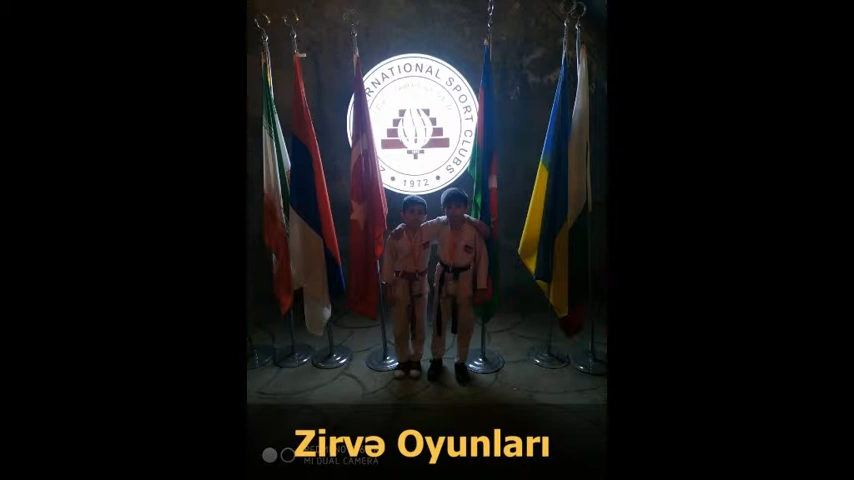 RNATIONAL SPORT CLUBS
1972
Zirvə Oyunları
MI DUAL CAMERA